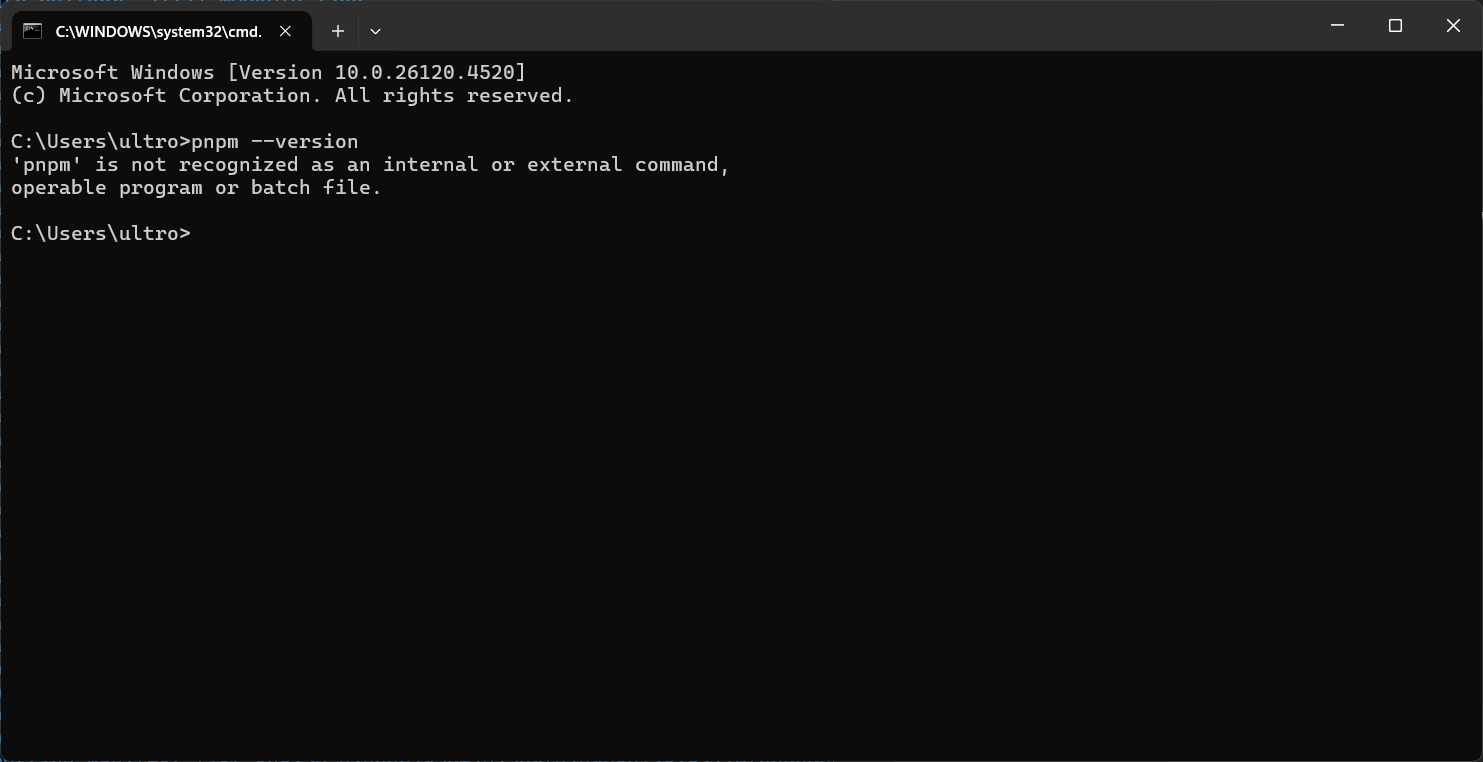 C:\WINDOWS\system32\cmd.
Microsoft Windows [Version 10.0.26120.4520]
(c) Microsoft Corporation. All rights reserved.
C:\Users\ultro>pnpm --version
'pnpm' is not recognized as an internal or external command,
operable program or batch file.
C:\Users\ultro>